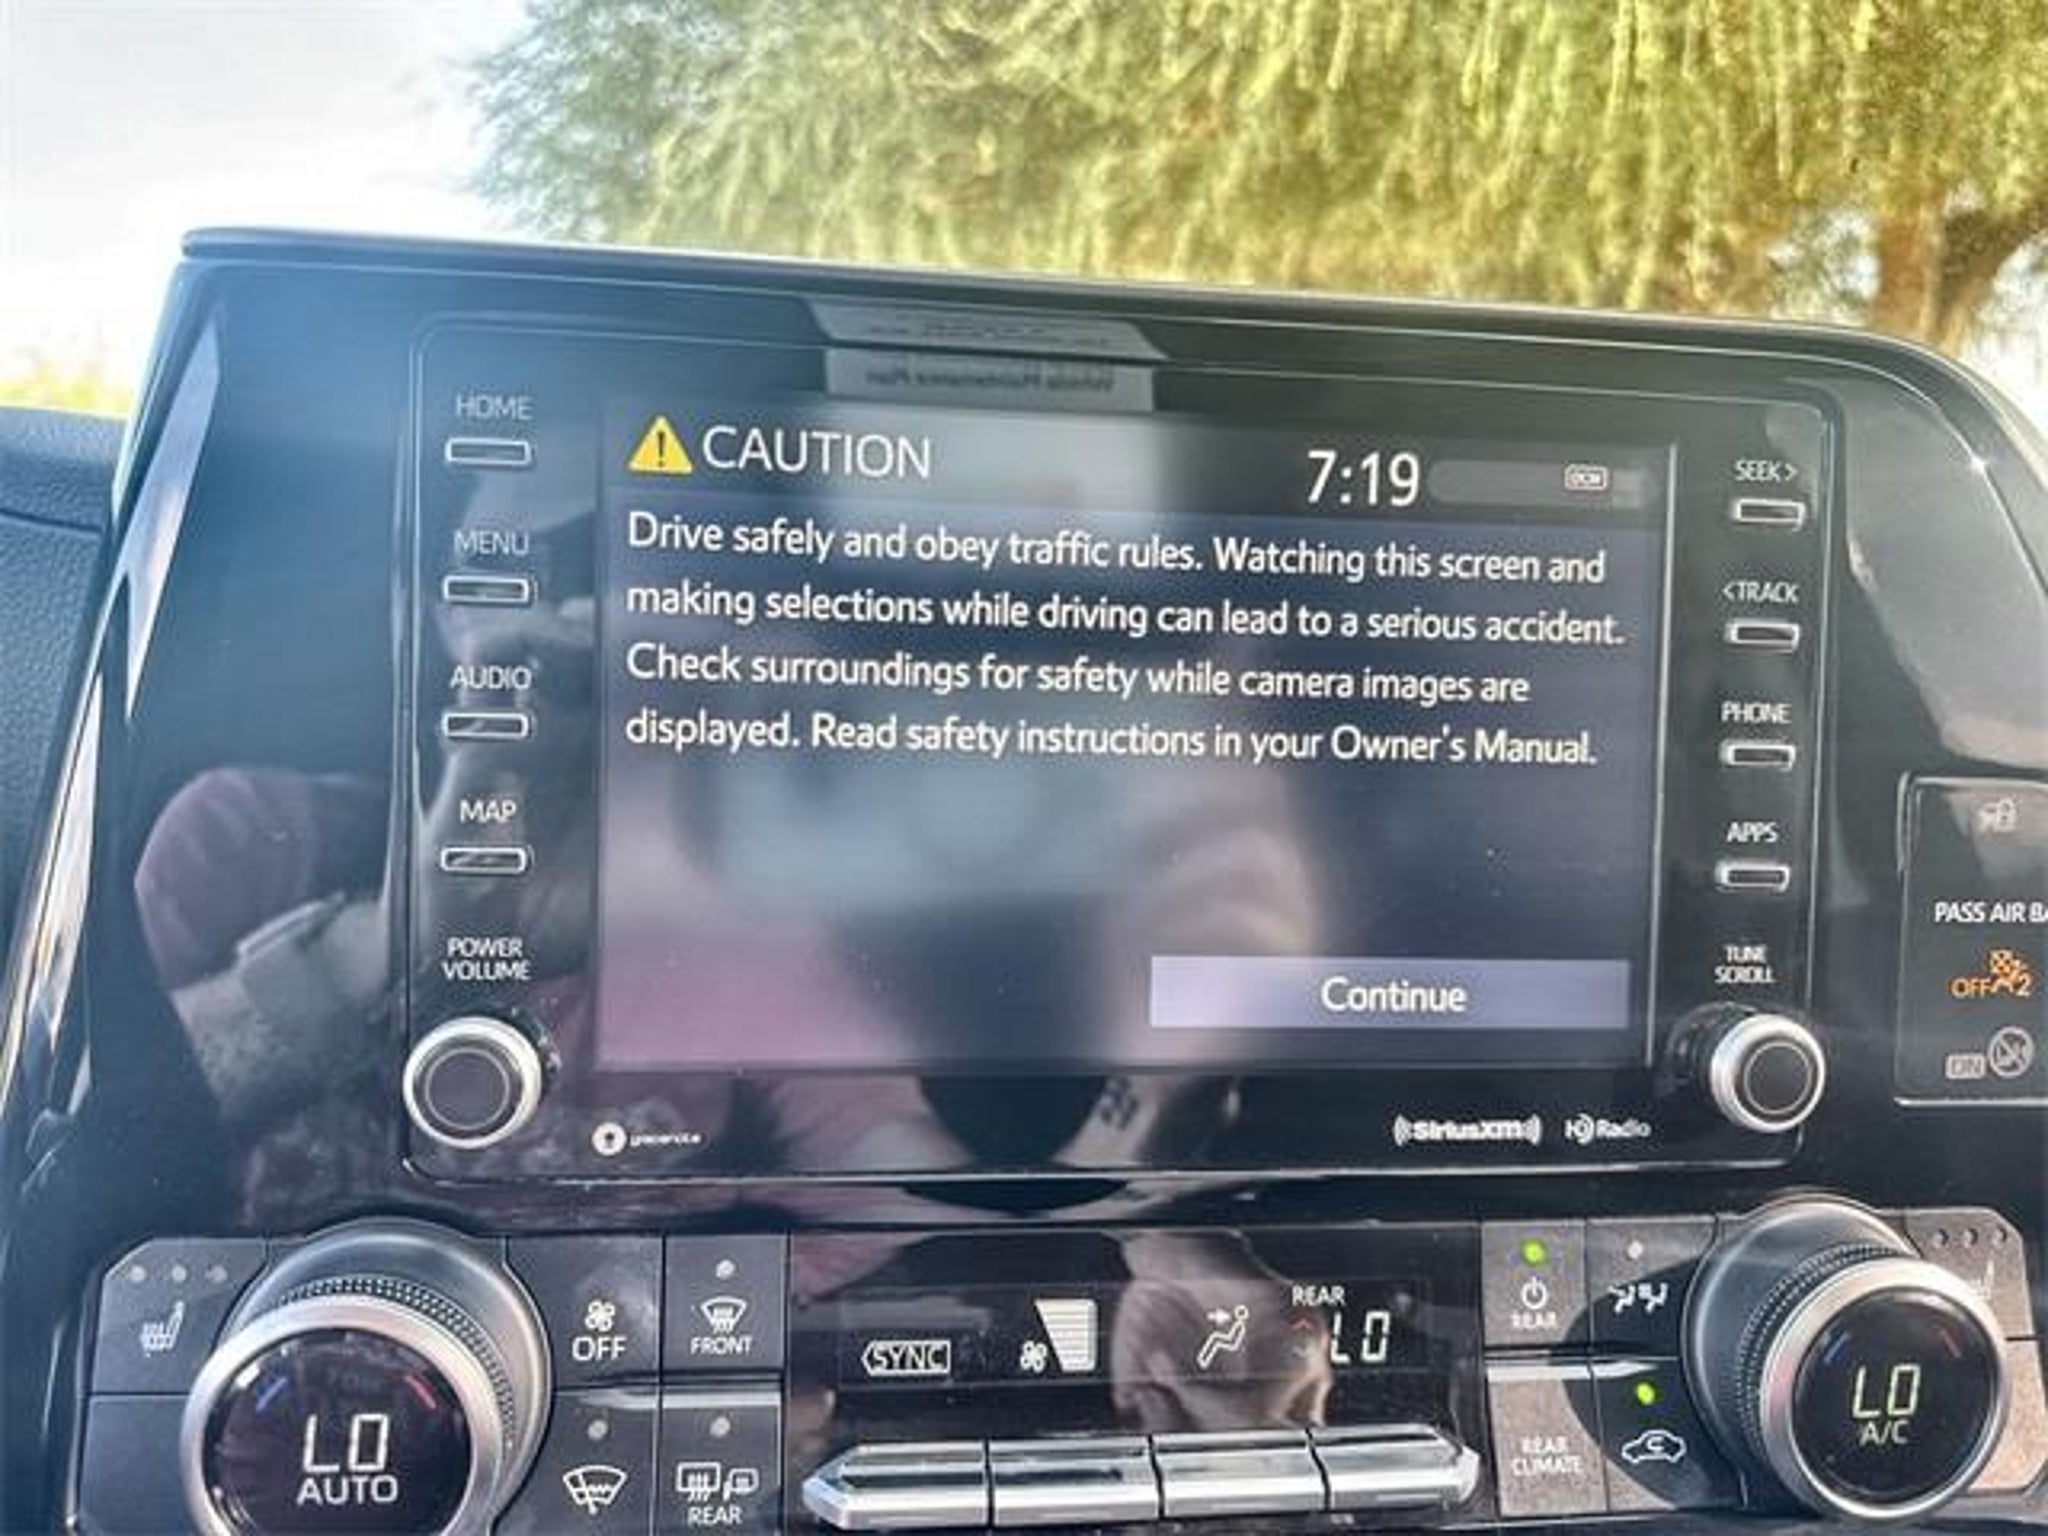 HOME
MENU
AUDIO
MAP
POWER
VOLUME
CAUTION
7:19
DCM
Drive safely and obey traffic rules. Watching this screen and
making selections while driving can lead to a serious accident.
Check surroundings for safety while camera images are
displayed. Read safety instructions in your Owner's Manual.
Continue
SEEK >
< TRACK
PHONE
APPS
TUNE
SCROLL
PASS AIR BA
OFF 2
ON
gracenote
SiriusXM
HD Radio
OFF
FRONT
SYNC
REAR
LO
REAR
LO
AUTO
REAR
REAR
CLIMATE
LO
A/C